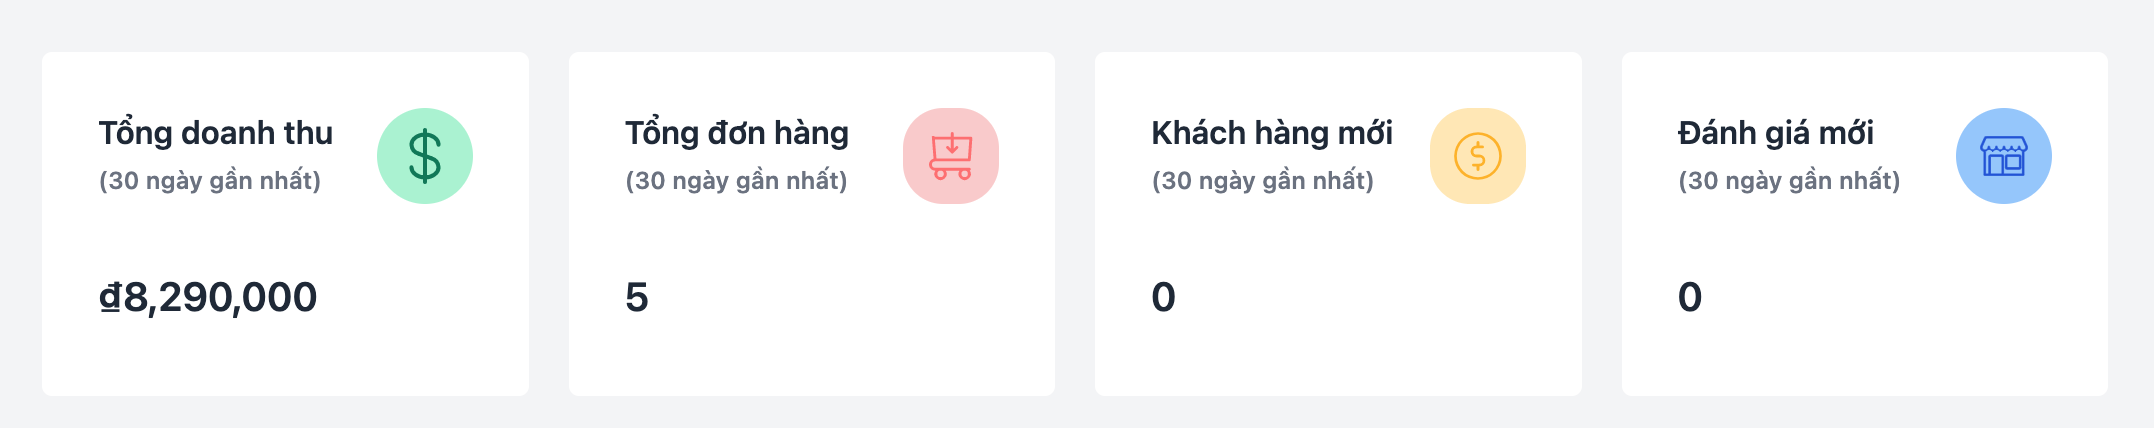 Tổng doanh thu
(30 ngày gần nhất)
₫8,290,000
Tổng đơn hàng
(30 ngày gần nhất)
5
Khách hàng mới
(30 ngày gần nhất)
0
Đánh giá mới
(30 ngày gần nhất)
0